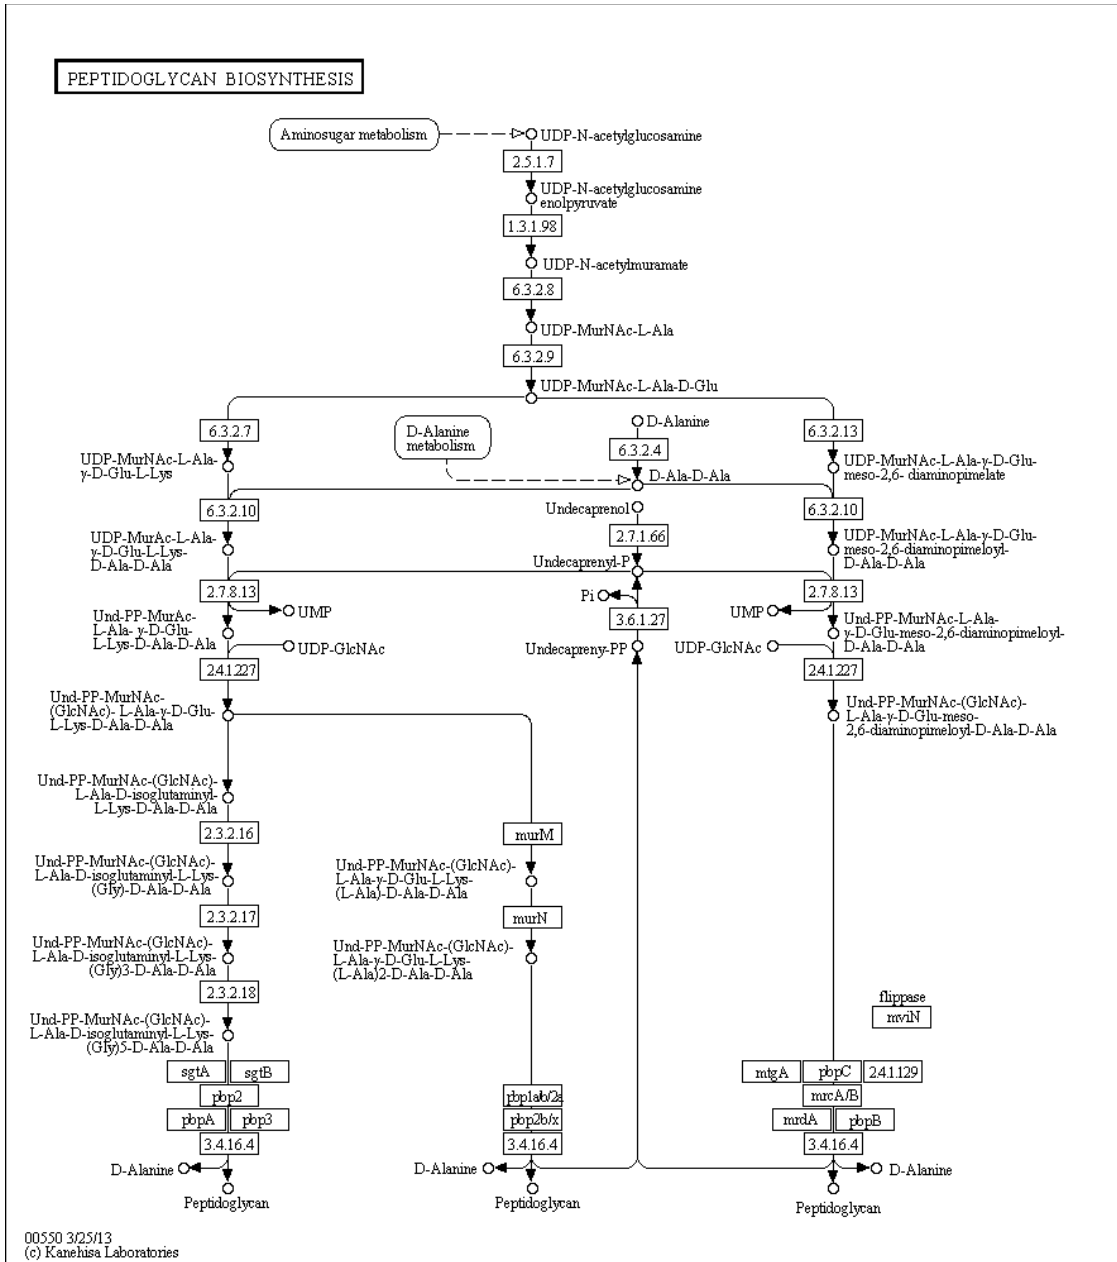 PEPTIDOGLYCAN BIOSYNTHESIS
Aminosugar metabolism
UDP-N-acetylglucosamine
2.5.1.7
UDP-N-acetylglucosamine
enolpyruvate
1.3.1.98
UDP-N-acetylmuramate
6.3.2.8
UDP-MurNAc-L-Ala
6.3.2.9
UDP-MurNAc-L-Ala-D-Glu
6.3.2.7
D-Alanine
metabolism
D-Alanine
6.3.2.4
6.3.2.13
UDP-MurNAc-L-Ala-
γ-D-Glu-L-Lys
D-Ala-D-Ala
UDP-MurNAc-L-Ala-γ-D-Glu-
meso-2,6- diaminopimelate
6.3.2.10
Undecaprenol
6.3.2.10
2.7.1.66
UDP-MurAc-L-Ala-
γ-D-Glu-L-Lys-
D-Ala-D-Ala
Undecaprenyl-P
UDP-MurNAc-L-Ala-γ-D-Glu-
meso-2,6-diaminopimeloyl-
D-Ala-D-Ala
2.7.8.13
2.7.8.13
UMP
Pi
UMP
3.6.1.27
Und-PP-MurAc-
L-Ala- γ-D-Glu-
L-Lys-D-Ala-D-Ala
Und-PP-MurNAc-L-Ala-
γ-D-Glu-meso-2,6-diaminopimeloyl-
D-Ala-D-Ala
UDP-GlcNAc
Undecapreny-PP
UDP-GlcNAc
2.4.1.227
2.4.1.227
Und-PP-MurNAc-
(GlcNAc)- L-Ala-γ-D-Glu-
L-Lys-D-Ala-D-Ala
Und-PP-MurNAc-(GlcNAc)-
L-Ala-γ-D-Glu-meso-
2,6-diaminopimeloyl-D-Ala-D-Ala
Und-PP-MurNAc-(GlcNAc)-
L-Ala-D-isoglutaminyl-
L-Lys-D-Ala-D-Ala
2.3.2.16
murM
Und-PP-MurNAc-(GlcNAc)-
L-Ala-D-isoglutaminyl-L-Lys-
(Gly)-D-Ala-D-Ala
Und-PP-MurNAc-(GlcNAc)-
L-Ala-γ-D-Glu-L-Lys-
(L-Ala)-D-Ala-D-Ala
2.3.2.17
murN
Und-PP-MurNAc-(GlcNAc)-
L-Ala-D-isoglutaminyl-L-Lys-
(Gly)3-D-Ala-D-Ala
Und-PP-MurNAc-(GlcNAc)-
L-Ala-γ-D-Glu-L-Lys-
(L-Ala)2-D-Ala-D-Ala
2.3.2.18
flippase
mviN
Und-PP-MurNAc-(GlcNAc)-
L-Ala-D-isoglutaminyl-L-Lys-
(Gly)5-D-Ala-D-Ala
sgtA
sgtB
mtgA
pbpC
2.4.1.129
pbp2
pbp1a/b/2a
mrcA/B
pbpA
pbp3
pbp2b/x
mrdA
pbpB
3.4.16.4
3.4.16.4
3.4.16.4
D-Alanine
D-Alanine
D-Alanine
Peptidoglycan
Peptidoglycan
Peptidoglycan
00550 3/25/13
(c) Kanehisa Laboratories